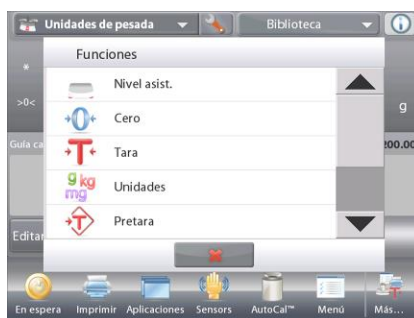 Unidades de pesada
Biblioteca
Funciones
Nivel asist.
>0<
Cero
g
Guía ca
Tara
200.00
g kg
mg
Unidades
T
Pretara
Editar
En espera
Imprimir
Aplicaciones
Sensors
AutoCal™
Menú
Más...